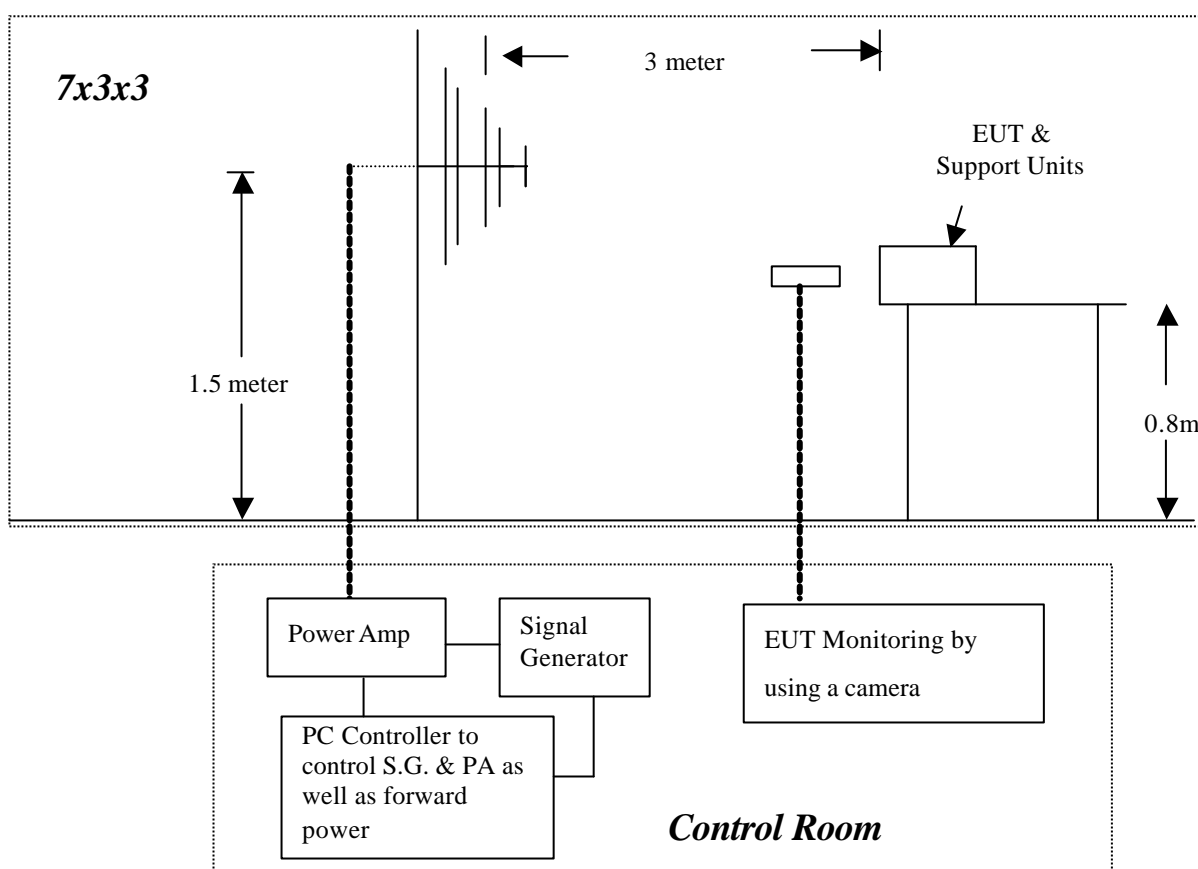 3 meter
7x3x3
EUT &
Support Units
1.5 meter
0.8m
Power Amp
Signal
Generator
EUT Monitoring by
using a camera
PC Controller to
control S.G. & PA as
well as forward
power
Control Room